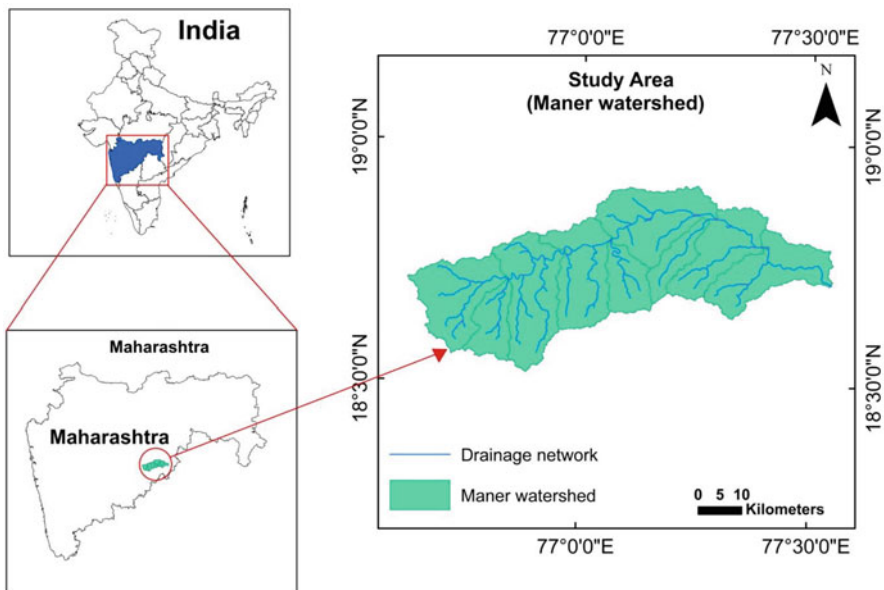 India
Maharashtra
Maharashtra
77°0'0"E
77°30'0"E
Study Area
(Maner watershed)
N
19°0'0"N
19°0'0"N
18°30'0"N
18°30'0"N
Drainage network
Maner watershed
0 5 10
Kilometers
77°0'0"E
77°30'0"E